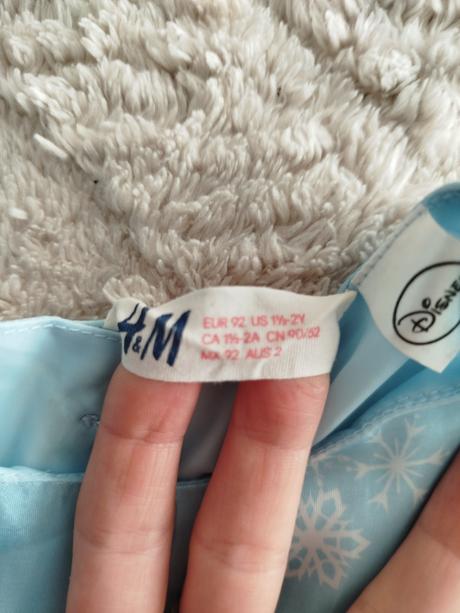 H&M
EUR 92 US 1½-2Y
CA 1½-2A CN 90/52
MX 92 AUS 2
DISNEY